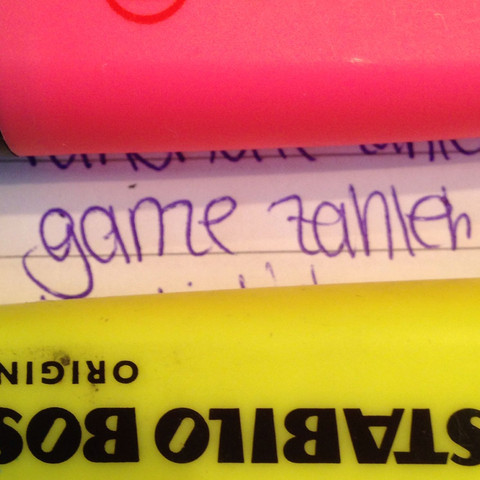 game zahlen
ORIGIN
STABILO BOS